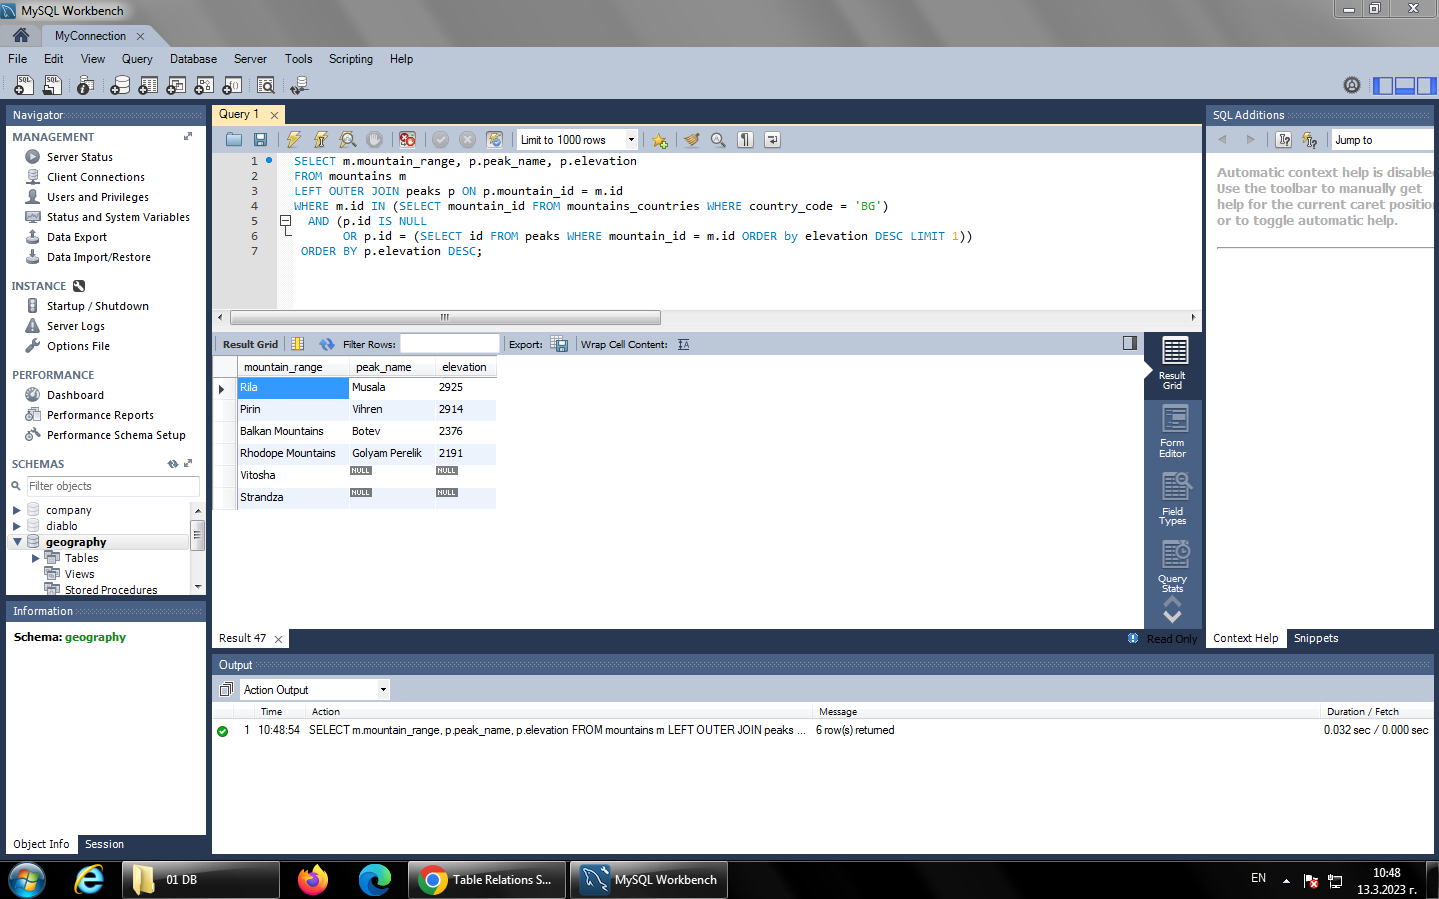 MySQL Workbench
MyConnection
File Edit View Query Database Server Tools Scripting Help
Navigator
MANAGEMENT
Server Status
Client Connections
Users and Privileges
Status and System Variables
Data Export
Data Import/Restore
INSTANCE
Startup / Shutdown
Server Logs
Options File
PERFORMANCE
Dashboard
Performance Reports
Performance Schema Setup
SCHEMAS
Filter objects
company
diablo
geography
Tables
Views
Stored Procedures
Information
Schema: geography
Object Info Session
Query 1
Limit to 1000 rows
1 SELECT m.mountain_range, p.peak_name, p.elevation
2 FROM mountains m
3 LEFT OUTER JOIN peaks p ON p.mountain_id = m.id
4 WHERE m.id IN (SELECT mountain_id FROM mountains_countries WHERE country_code = 'BG')
5 AND (p.id IS NULL
6 OR p.id = (SELECT id FROM peaks WHERE mountain_id = m.id ORDER by elevation DESC LIMIT 1))
7 ORDER BY p.elevation DESC;
Result Grid Filter Rows: Export: Wrap Cell Content:
mountain_range peak_name elevation
Rila Musala 2925
Pirin Vihren 2914
Balkan Mountains Botev 2376
Rhodope Mountains Golyam Perelik 2191
Vitosha NULL NULL
Strandza NULL NULL
Result
Grid
Form
Editor
Field
Types
Query
Stats
Result 47
Read Only
SQL Additions
Jump to
Automatic context help is disable
Use the toolbar to manually get
help for the current caret position
or to toggle automatic help.
Context Help Snippets
Output
Action Output
Time Action Message Duration / Fetch
1 10:48:54 SELECT m.mountain_range, p.peak_name, p.elevation FROM mountains m LEFT OUTER JOIN peaks ... 6 row(s) returned 0.032 sec / 0.000 sec
01 DB
Table Relations S...
MySQL Workbench
EN
10:48
13.3.2023 г.